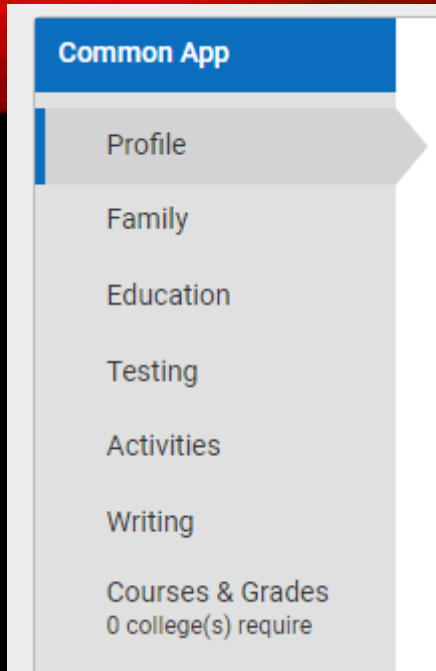 Common App
Profile
Family
Education
Testing
Activities
Writing
Courses & Grades
0 college(s) require